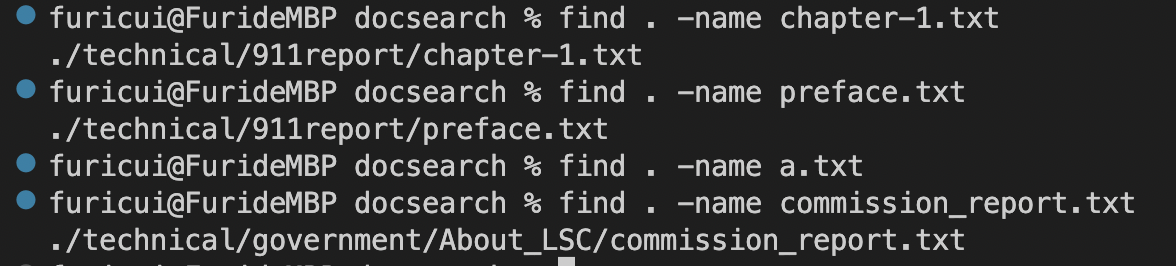 furicui@FurideMBP docsearch % find . -name chapter-1.txt
./technical/911report/chapter-1.txt
furicui@FurideMBP docsearch % find . -name preface.txt
./technical/911report/preface.txt
furicui@FurideMBP docsearch % find . -name a.txt
furicui@FurideMBP docsearch % find . -name commission_report.txt
./technical/government/About_LSC/commission_report.txt